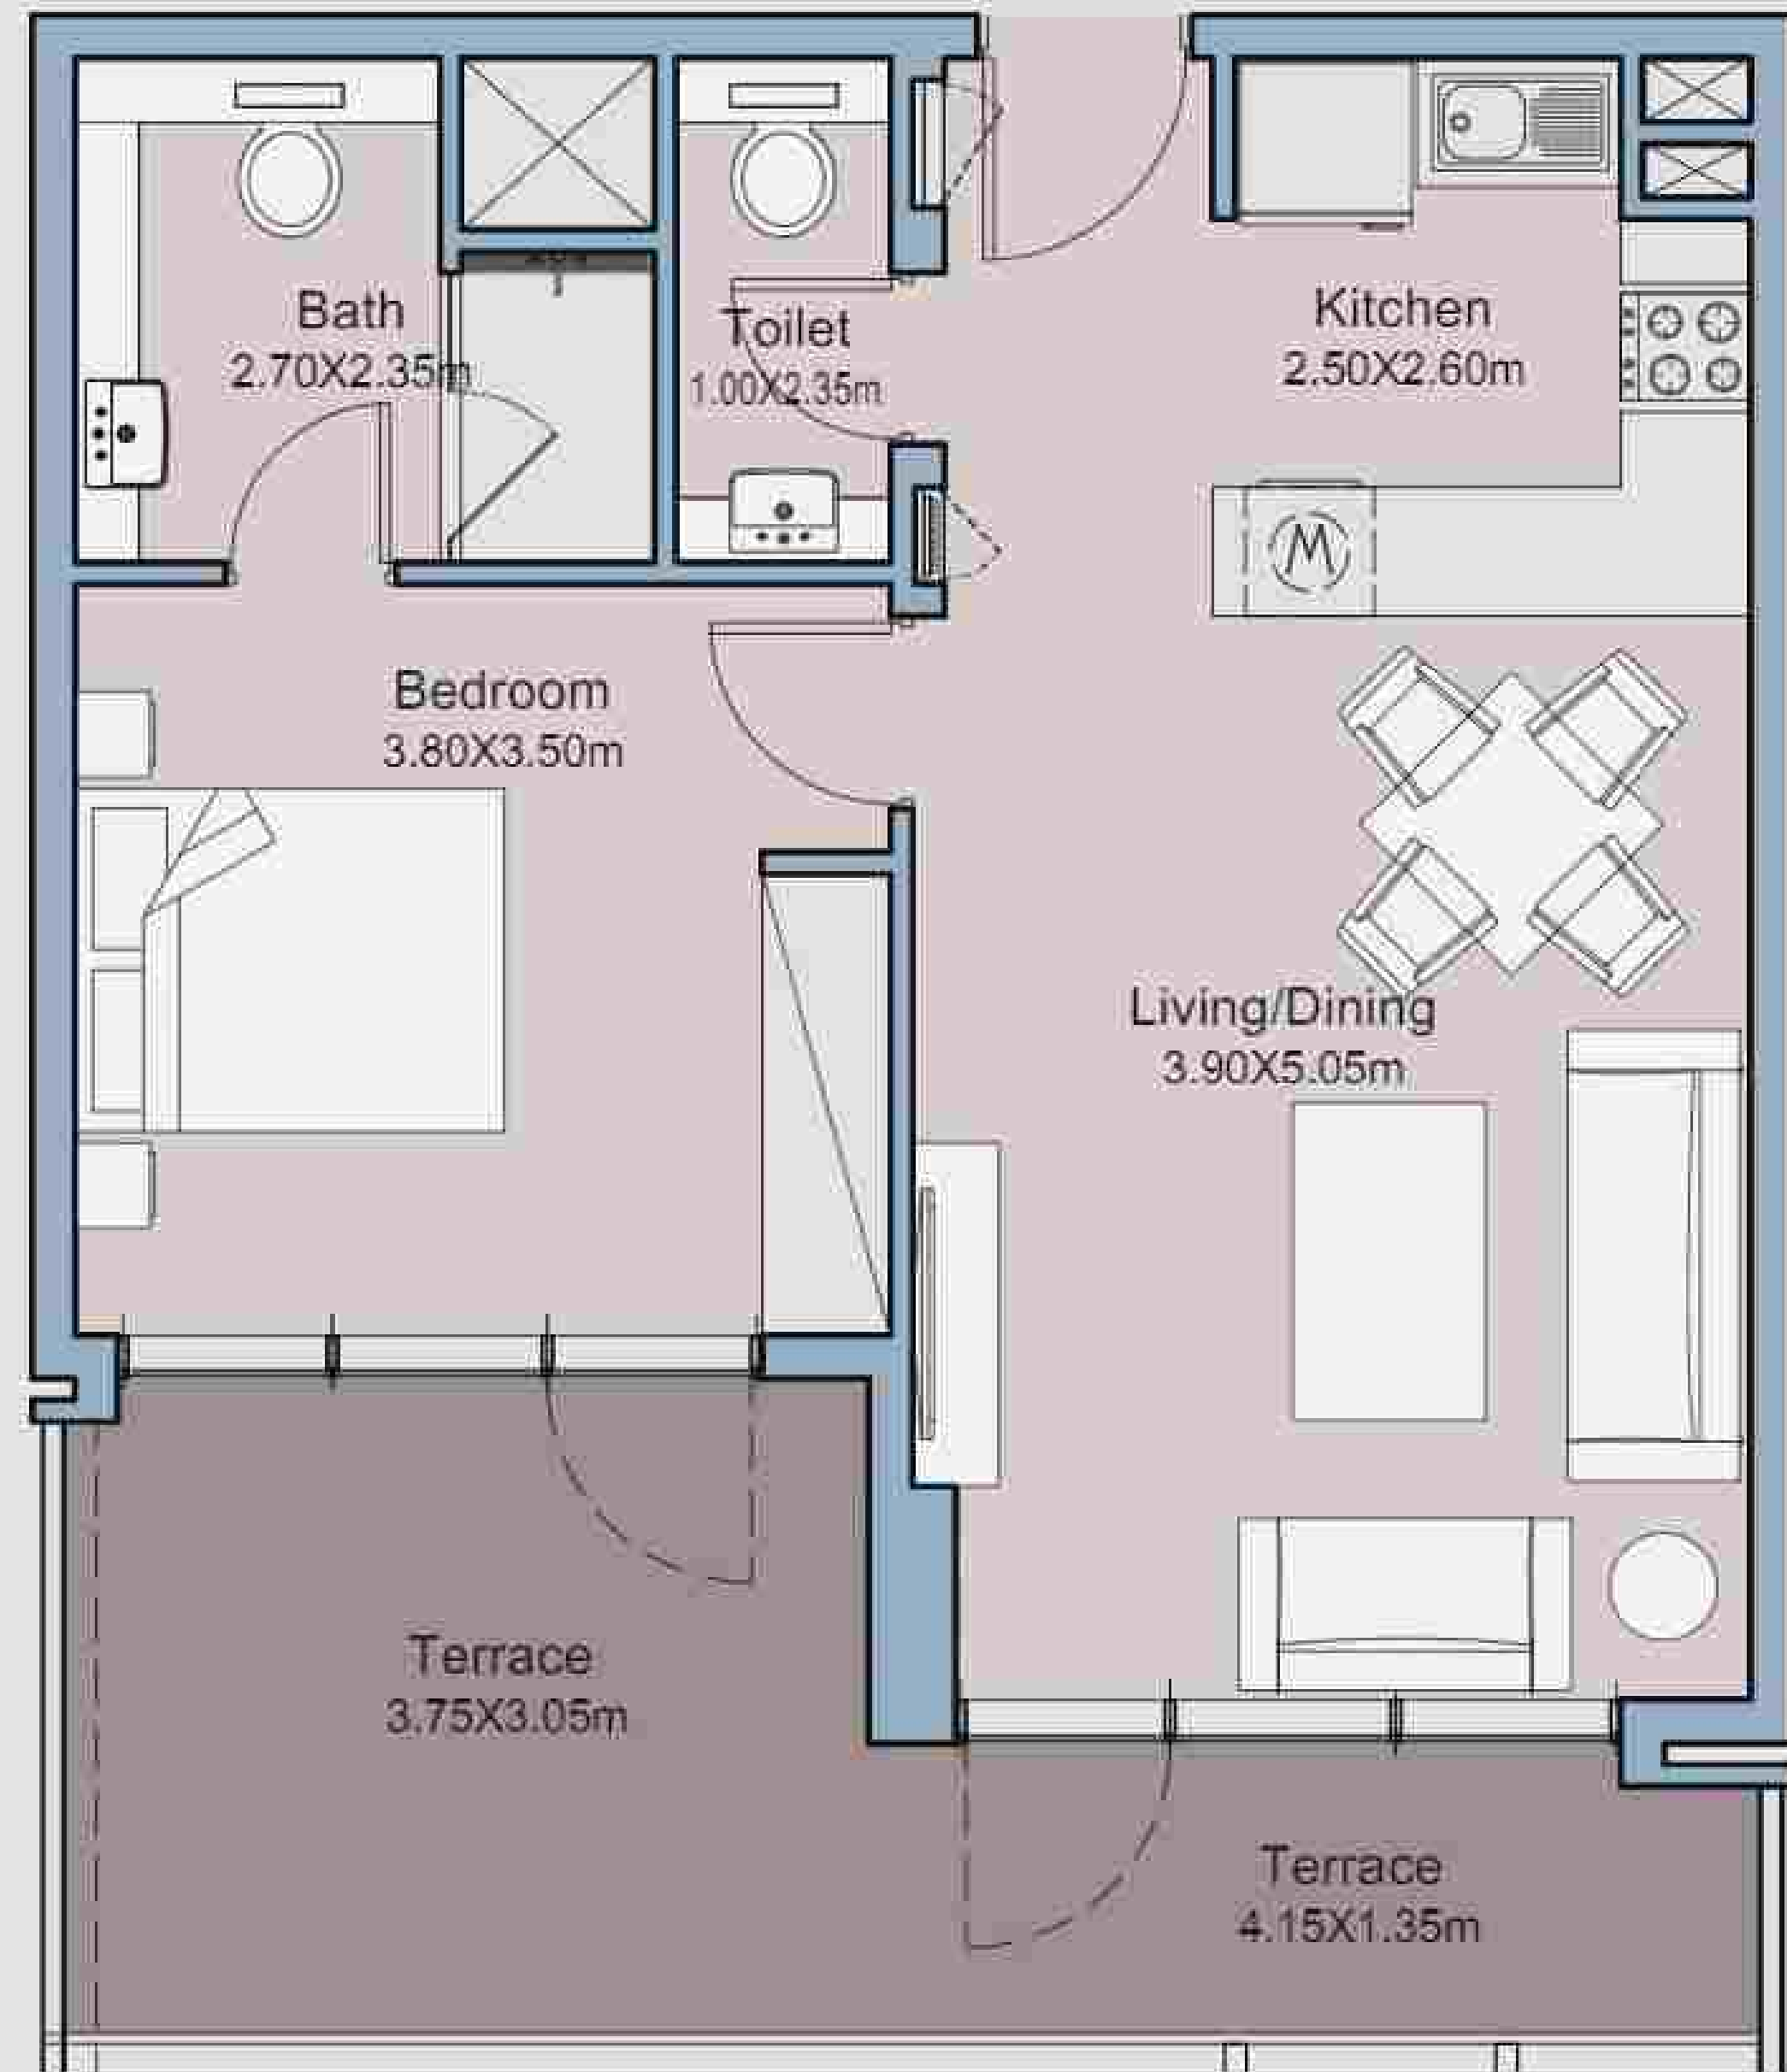 Bath
2.70X2.35m
Toilet
1.00X2.35m
Kitchen
2.50X2.60m
W
Bedroom
3.80X3.50m
Living/Dining
3.90X5.05m
Terrace
3.75X3.05m
Terrace
4.15X1.35m